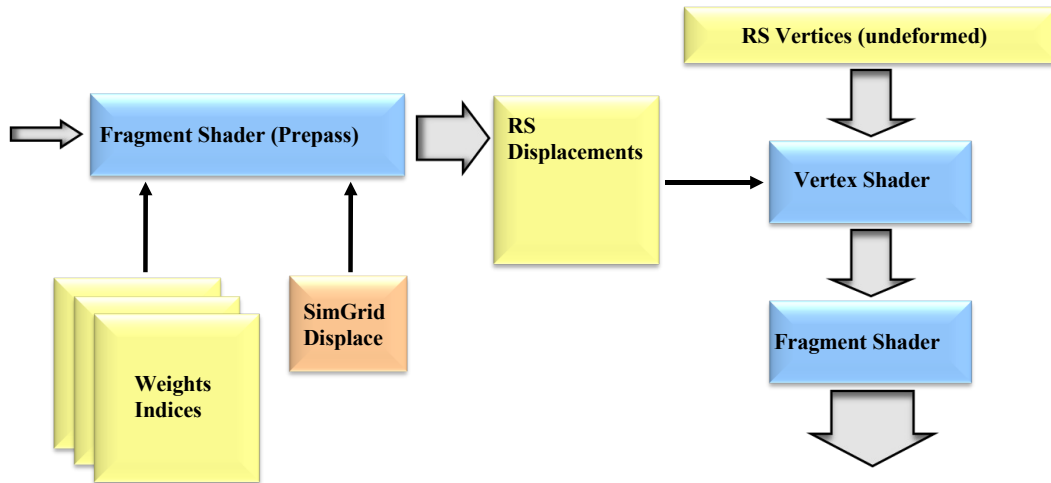 RS Vertices (undeformed)
Fragment Shader (Prepass)
RS
Displacements
Vertex Shader
SimGrid
Displace
Fragment Shader
Weights
Indices